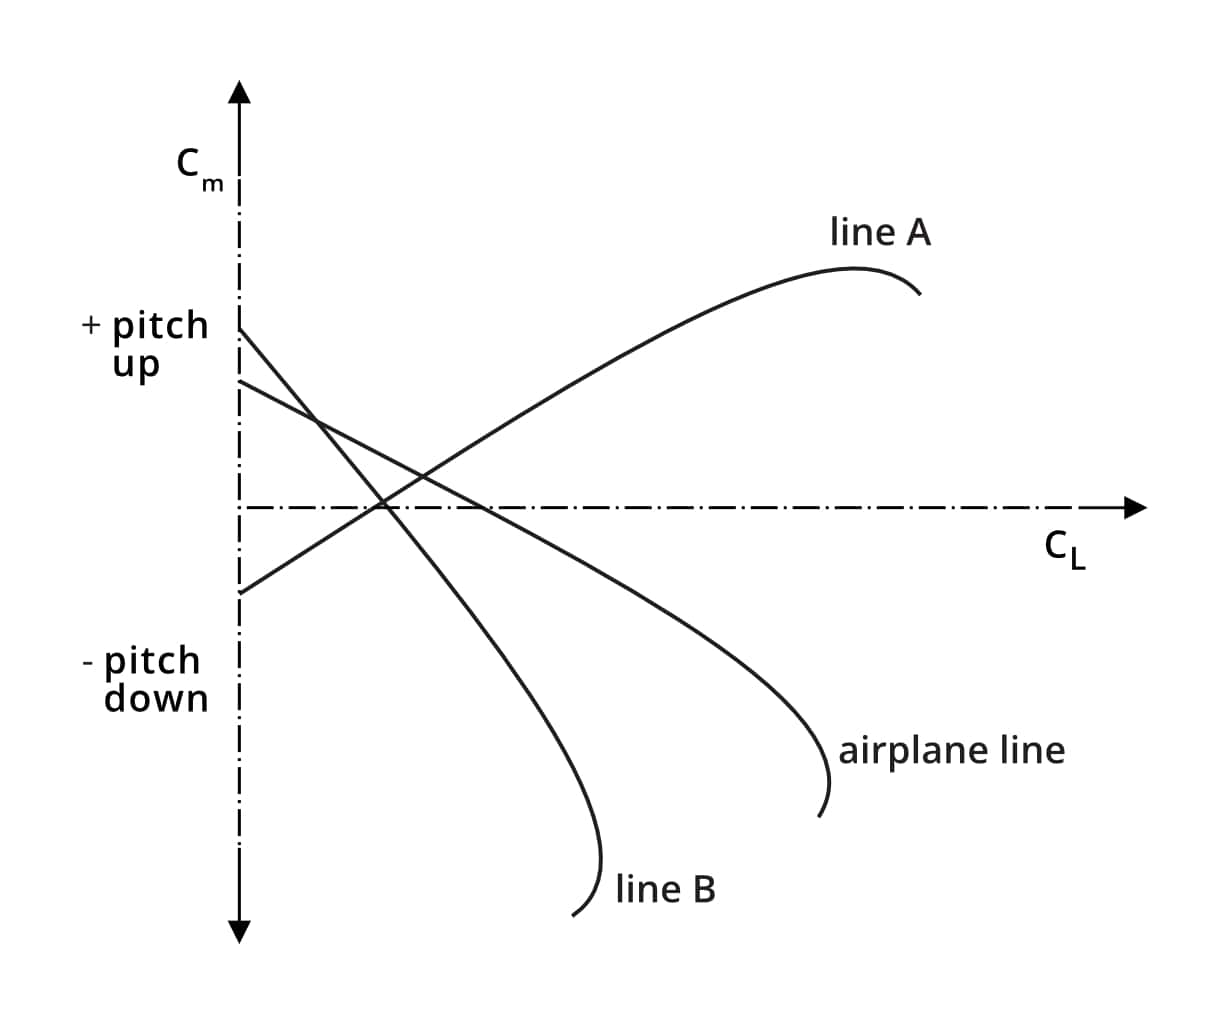 Cm
line A
+ pitch
up
CL
- pitch
down
airplane line
line B